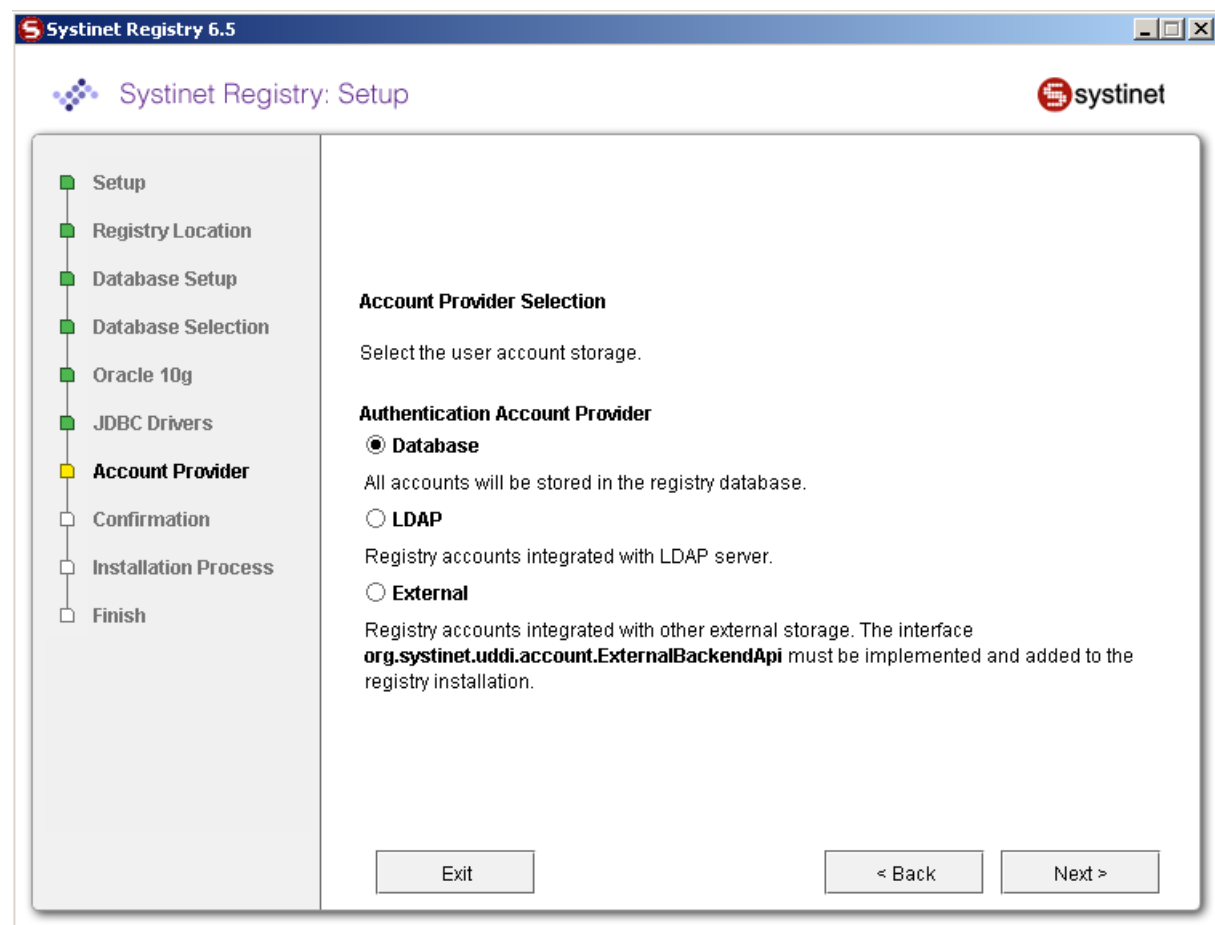 Systinet Registry 6.5
Systinet Registry: Setup
systinet
Setup
Registry Location
Database Setup
Database Selection
Oracle 10g
JDBC Drivers
Account Provider
Confirmation
Installation Process
Finish
Account Provider Selection
Select the user account storage.
Authentication Account Provider
Database
All accounts will be stored in the registry database.
LDAP
Registry accounts integrated with LDAP server.
External
Registry accounts integrated with other external storage. The interface
org.systinet.uddi.account.ExternalBackendApi must be implemented and added to the
registry installation.
Exit
< Back
Next >